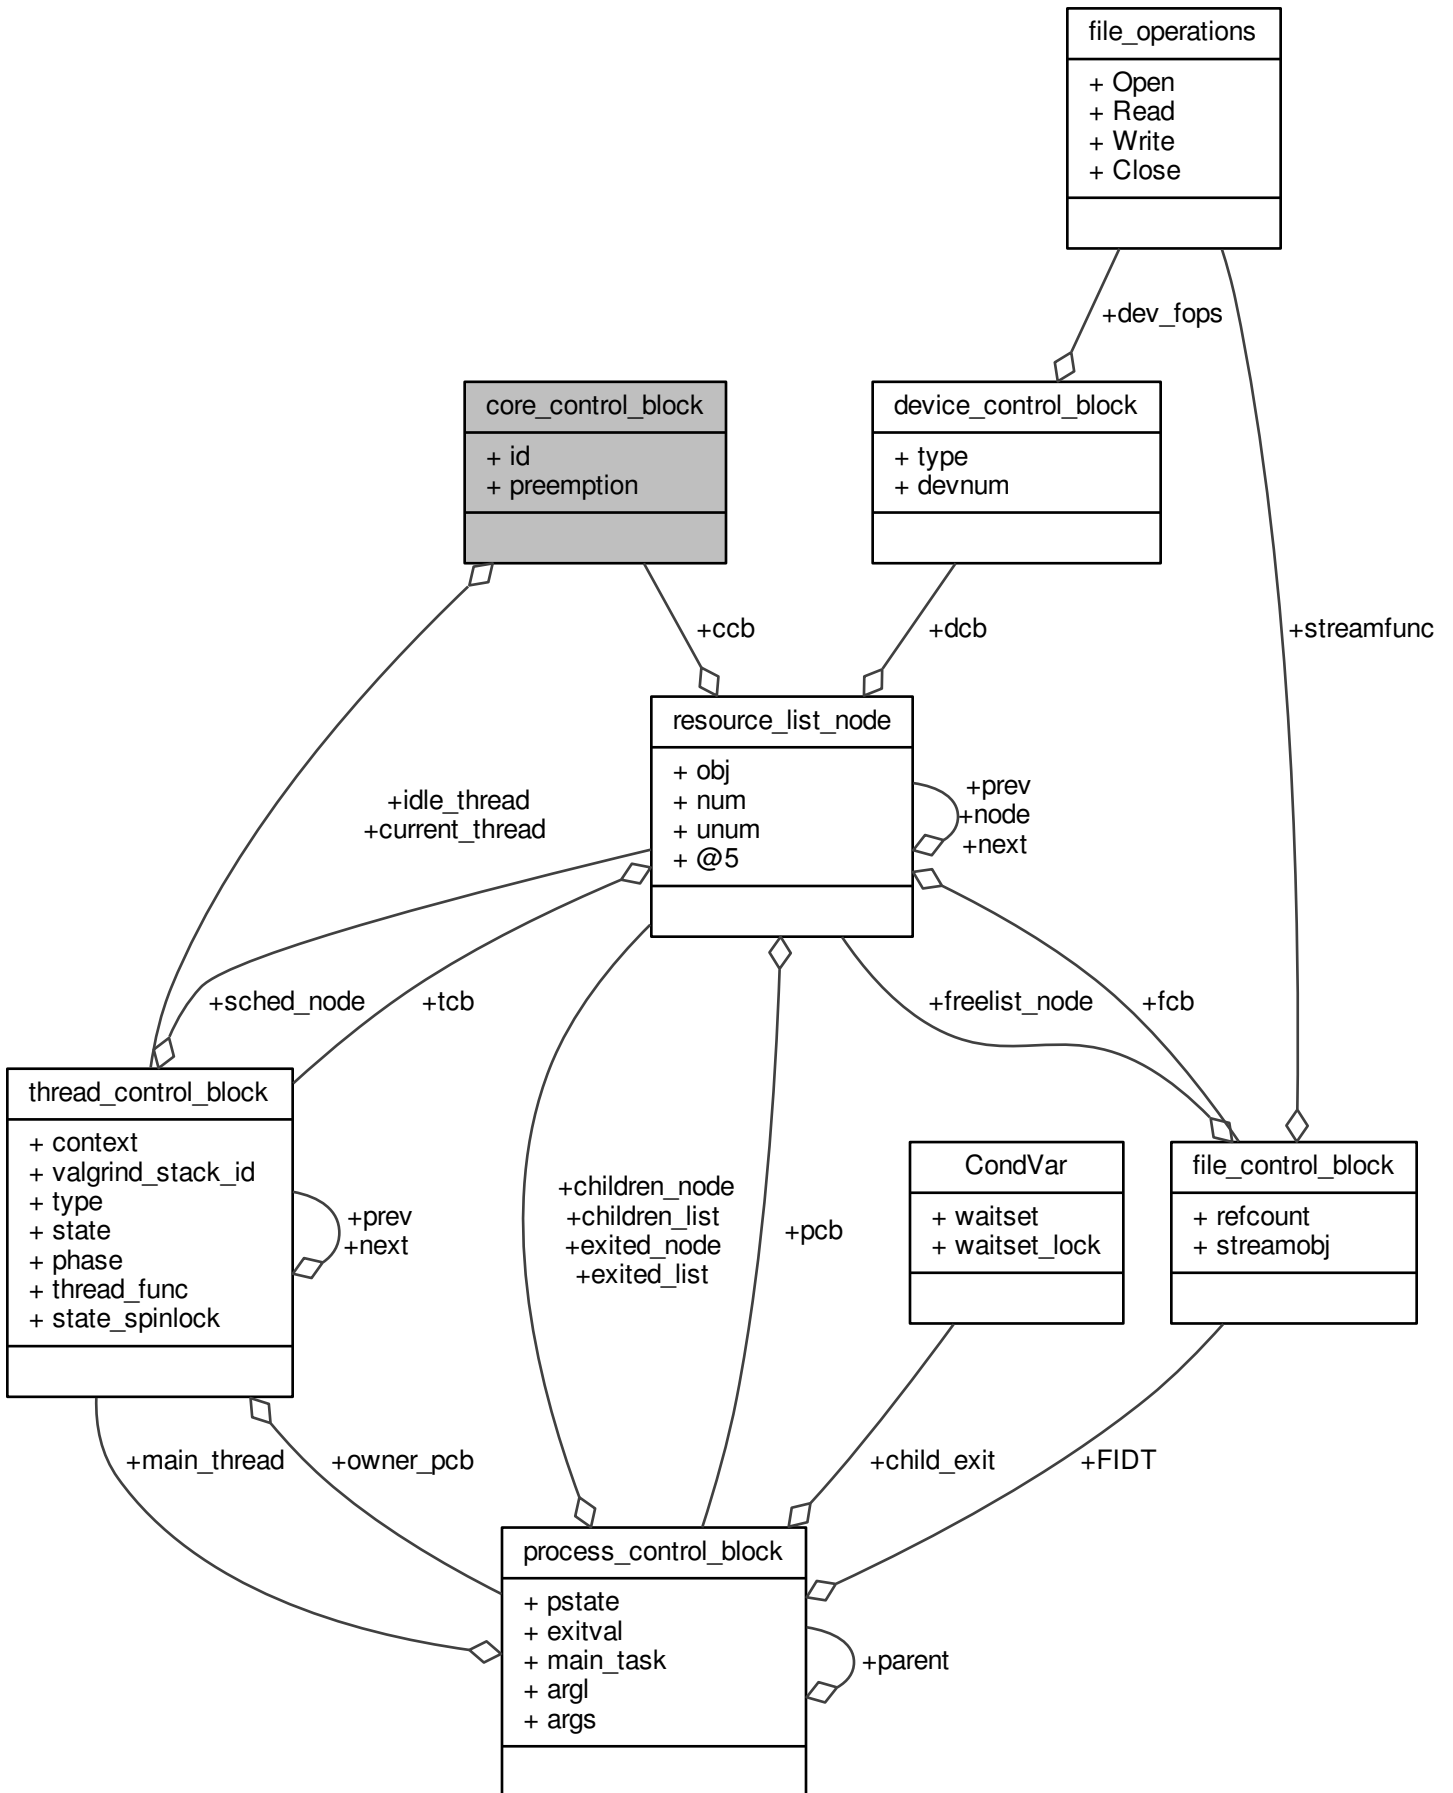 file_operations
+ Open
+ Read
+ Write
+ Close
+dev_fops
core_control_block
+ id
+ preemption
device_control_block
+ type
+ devnum
+ccb
+dcb
+streamfunc
resource_list_node
+ obj
+ num
+ unum
+ @5
+prev
+node
+next
+idle_thread
+current_thread
+sched_node
+tcb
+freelist_node
+fcb
thread_control_block
+ context
+ valgrind_stack_id
+ type
+ state
+ phase
+ thread_func
+ state_spinlock
+prev
+next
+children_node
+children_list
+exited_node
+exited_list
+pcb
CondVar
+ waitset
+ waitset_lock
file_control_block
+ refcount
+ streamobj
+main_thread
+owner_pcb
+child_exit
+FIDT
process_control_block
+ pstate
+ exitval
+ main_task
+ argl
+ args
+parent